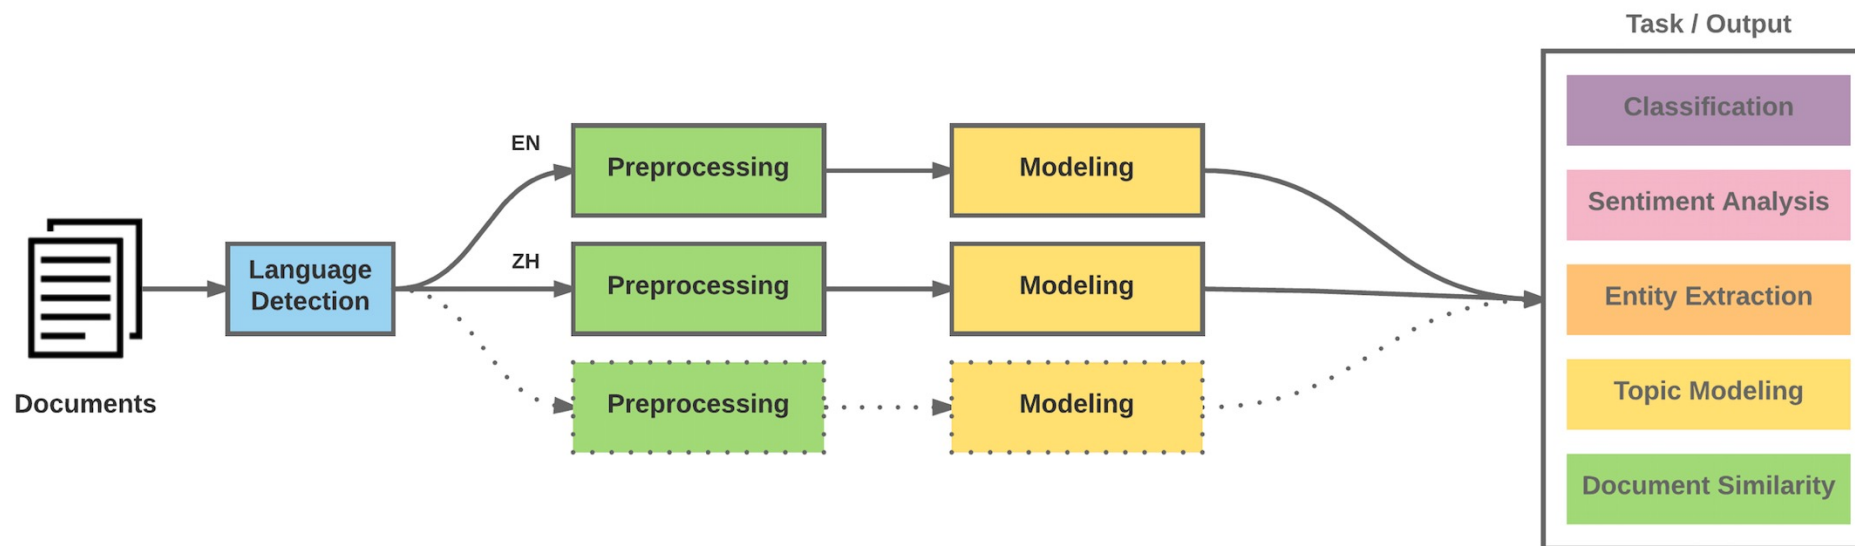 Task / Output
Classification
EN
Preprocessing
Modeling
Sentiment Analysis
Language
Detection
ZH
Preprocessing
Modeling
Entity Extraction
Documents
Preprocessing
Modeling
Topic Modeling
Document Similarity